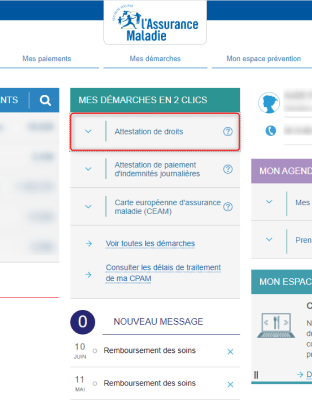 l'Assurance
Maladie
Mes paiements
Mes démarches
Mon espace prévention
NTS
MES DÉMARCHES EN 2 CLICS
Attestation de droits
Attestation de paiement
d'indemnités journalières
Carte européenne d'assurance
maladie (CEAM)
Voir toutes les démarches
Consulter les délais de traitement
de ma CPAM
0 NOUVEAU MESSAGE
10 JUIN Remboursement des soins
11 MAI Remboursement des soins
MON AGEND
Mes
Pren
MON ESPAC
C
N
d
co
p
D